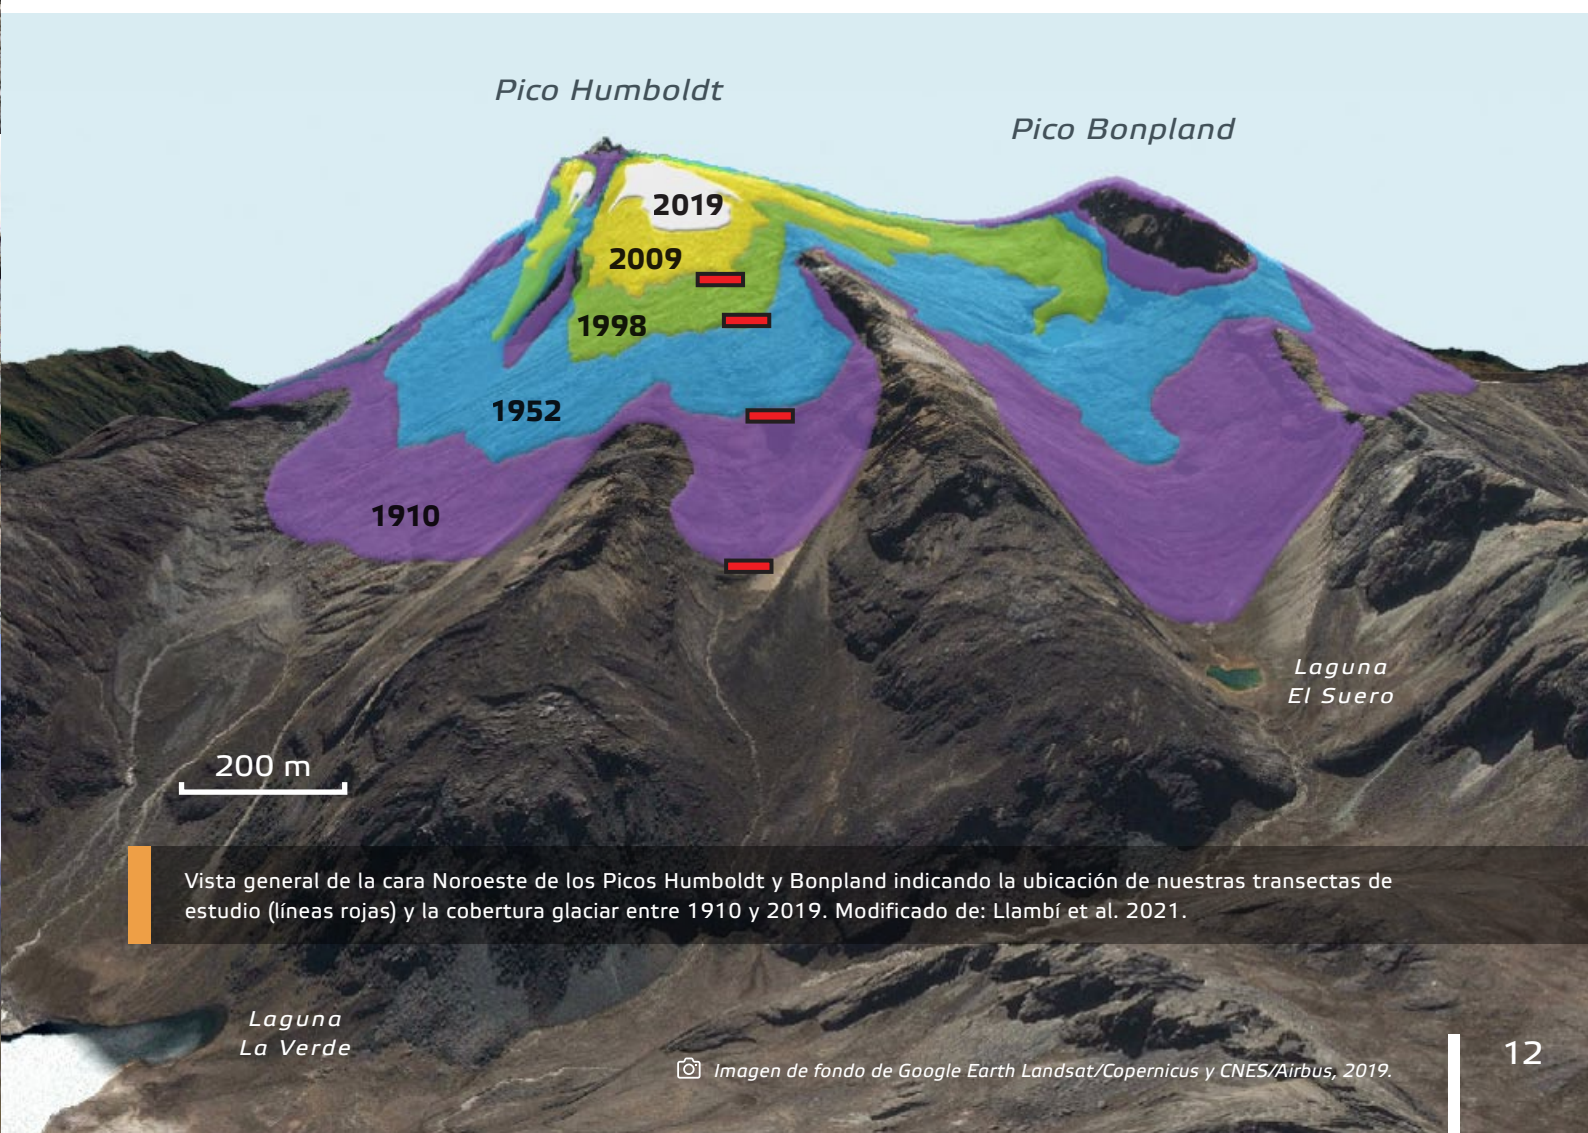 Pico Humboldt
Pico Bonpland
2019
2009
1998
1952
1910
Laguna
El Suero
200 m
Vista general de la cara Noroeste de los Picos Humboldt y Bonpland indicando la ubicación de nuestras transectas de
estudio (líneas rojas) y la cobertura glaciar entre 1910 y 2019. Modificado de: Llambí et al. 2021.
Laguna
La Verde
Imagen de fondo de Google Earth Landsat/Copernicus y CNES/Airbus, 2019.
12